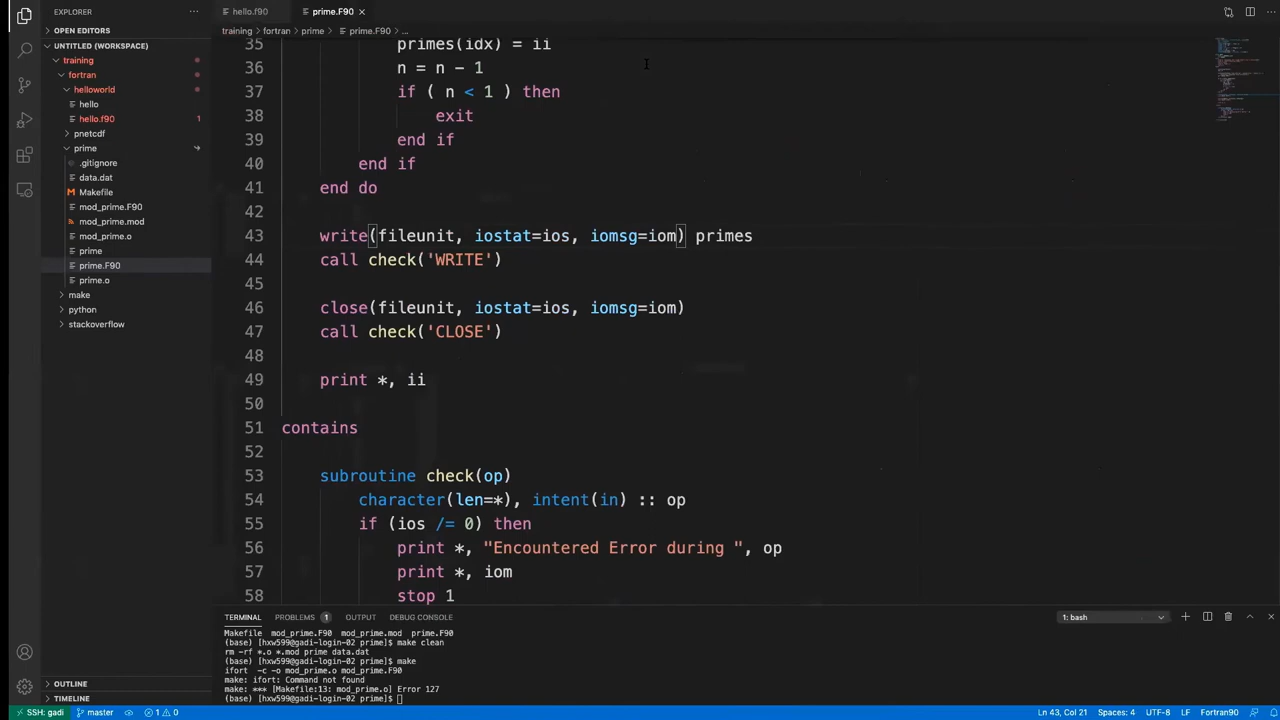 EXPLORER
···
hello.f90
prime.F90 ×
···
OPEN EDITORS
training > fortran > prime > prime.F90 > ...
UNTITLED (WORKSPACE)
training
fortran
helloworld
hello
hello.f90 1
pnetcdf
prime
.gitignore
data.dat
M Makefile
mod_prime.F90
mod_prime.mod
mod_prime.o
prime
prime.F90
prime.o
make
python
stackoverflow
OUTLINE
TIMELINE
35 primes(idx) = ii
36 n = n - 1
37 if ( n < 1 ) then
38 exit
39 end if
40 end if
41 end do
42
43 write(fileunit, iostat=ios, iomsg=iom) primes
44 call check('WRITE')
45
46 close(fileunit, iostat=ios, iomsg=iom)
47 call check('CLOSE')
48
49 print *, ii
50
51 contains
52
53 subroutine check(op)
54 character(len=*), intent(in) :: op
55 if (ios /= 0) then
56 print *, "Encountered Error during ", op
57 print *, iom
58 stop 1
TERMINAL PROBLEMS 1 OUTPUT DEBUG CONSOLE 1: bash
Makefile mod_prime.F90 mod_prime.mod prime.F90
(base) [hxw599@gadi-login-02 prime]$ make clean
rm -rf *.o *.mod prime data.dat
(base) [hxw599@gadi-login-02 prime]$ make
ifort -c -o mod_prime.o mod_prime.F90
make: ifort: Command not found
make: *** [Makefile:13: mod_prime.o] Error 127
(base) [hxw599@gadi-login-02 prime]$
SSH: gadi master 1 0 Ln 43, Col 21 Spaces: 4 UTF-8 LF Fortran90